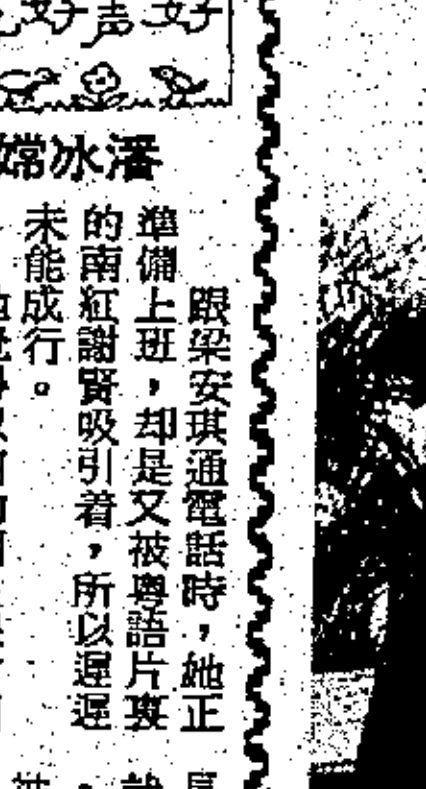 好声好
潘冰嫦
跟梁安琪通電話時，她正
準備上班，却是又被粵語片裏
的南紅謝賢吸引着，所以遲遲
未能成行。